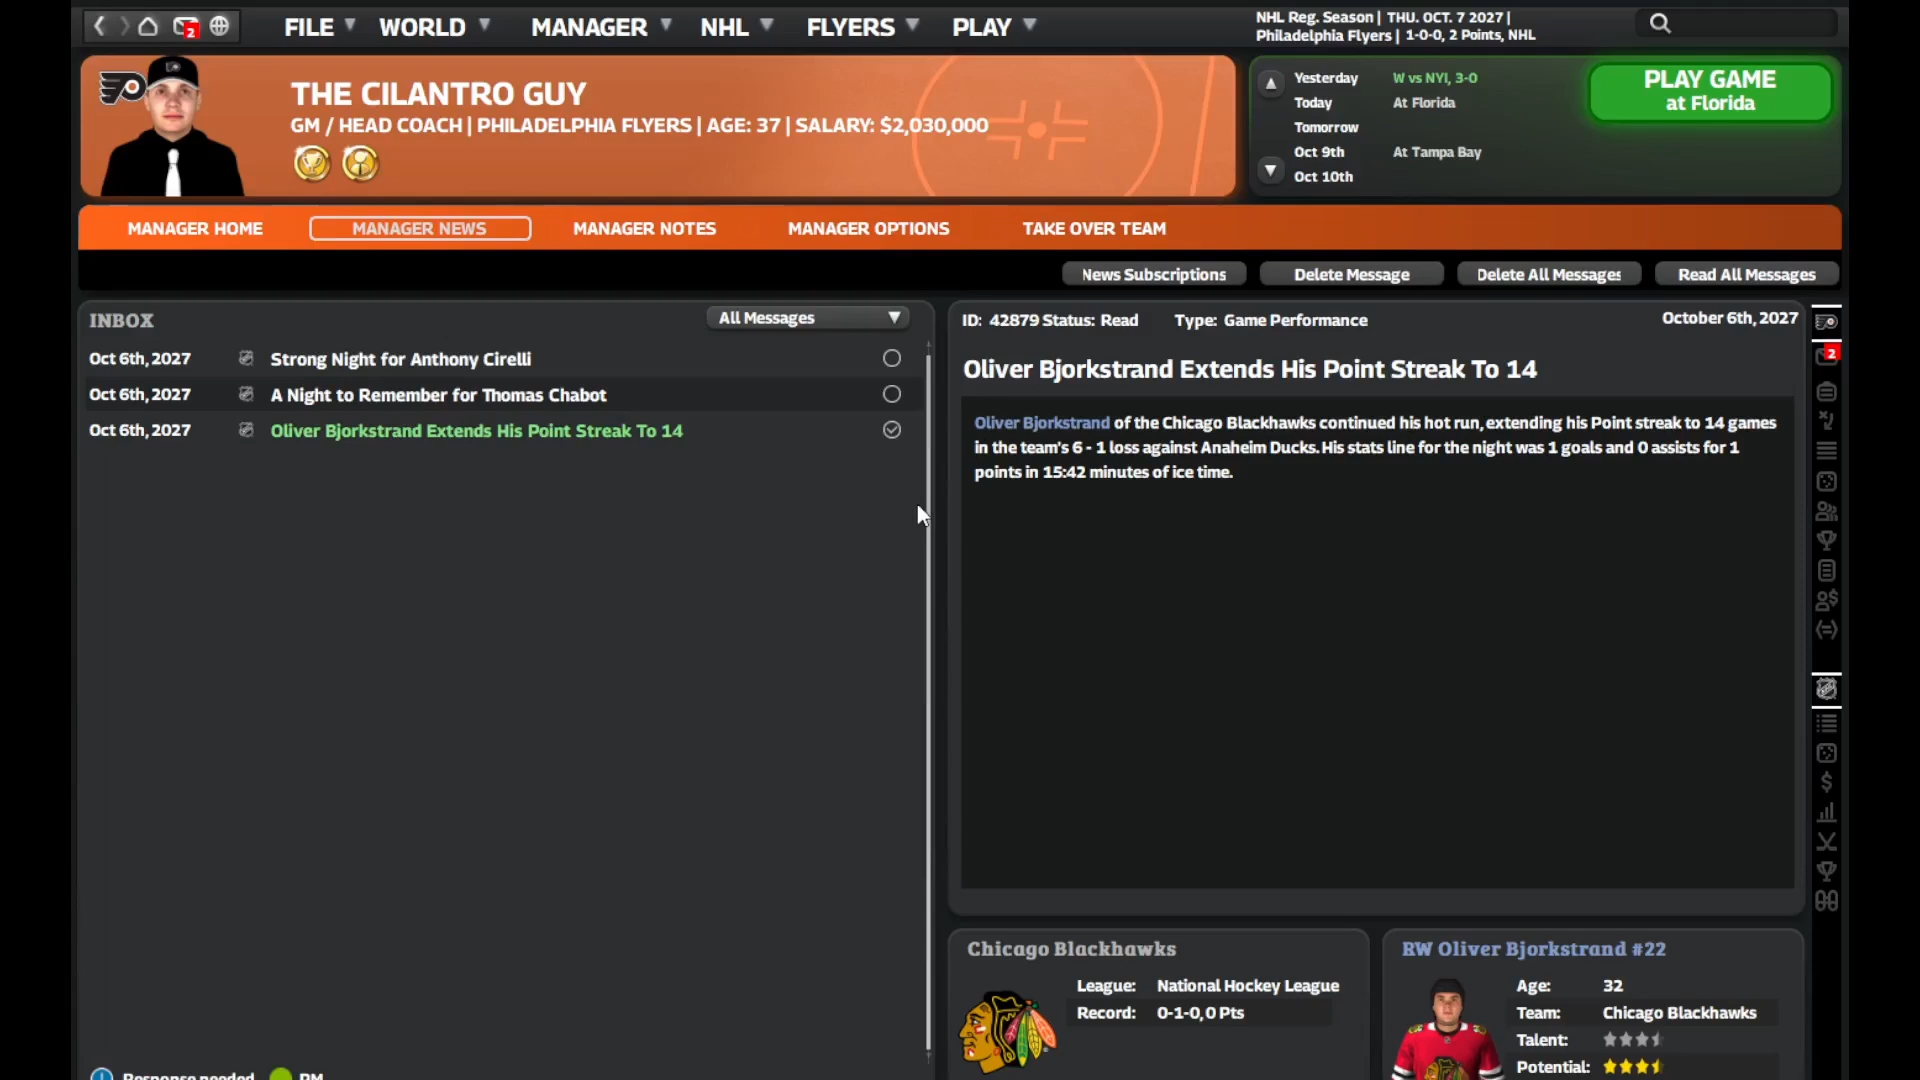 2
FILE
WORLD
MANAGER
NHL
FLYERS
PLAY
NHL Reg. Season | THU. OCT. 7 2027 |
Philadelphia Flyers | 1-0-0, 2 Points, NHL
THE CILANTRO GUY
GM / HEAD COACH | PHILADELPHIA FLYERS | AGE: 37 | SALARY: $2,030,000
Yesterday W vs NYI, 3-0
Today At Florida
Tomorrow
Oct 9th At Tampa Bay
Oct 10th
PLAY GAME
at Florida
MANAGER HOME
MANAGER NEWS
MANAGER NOTES
MANAGER OPTIONS
TAKE OVER TEAM
News Subscriptions
Delete Message
Delete All Messages
Read All Messages
INBOX
All Messages
Oct 6th, 2027 Strong Night for Anthony Cirelli
Oct 6th, 2027 A Night to Remember for Thomas Chabot
Oct 6th, 2027 Oliver Bjorkstrand Extends His Point Streak To 14
Response needed
PM
ID: 42879 Status: Read Type: Game Performance October 6th, 2027
Oliver Bjorkstrand Extends His Point Streak To 14
Oliver Bjorkstrand of the Chicago Blackhawks continued his hot run, extending his Point streak to 14 games
in the team's 6 - 1 loss against Anaheim Ducks. His stats line for the night was 1 goals and 0 assists for 1
points in 15:42 minutes of ice time.
2
Chicago Blackhawks
League: National Hockey League
Record: 0-1-0, 0 Pts
RW Oliver Bjorkstrand #22
Age: 32
Team: Chicago Blackhawks
Talent:
Potential: